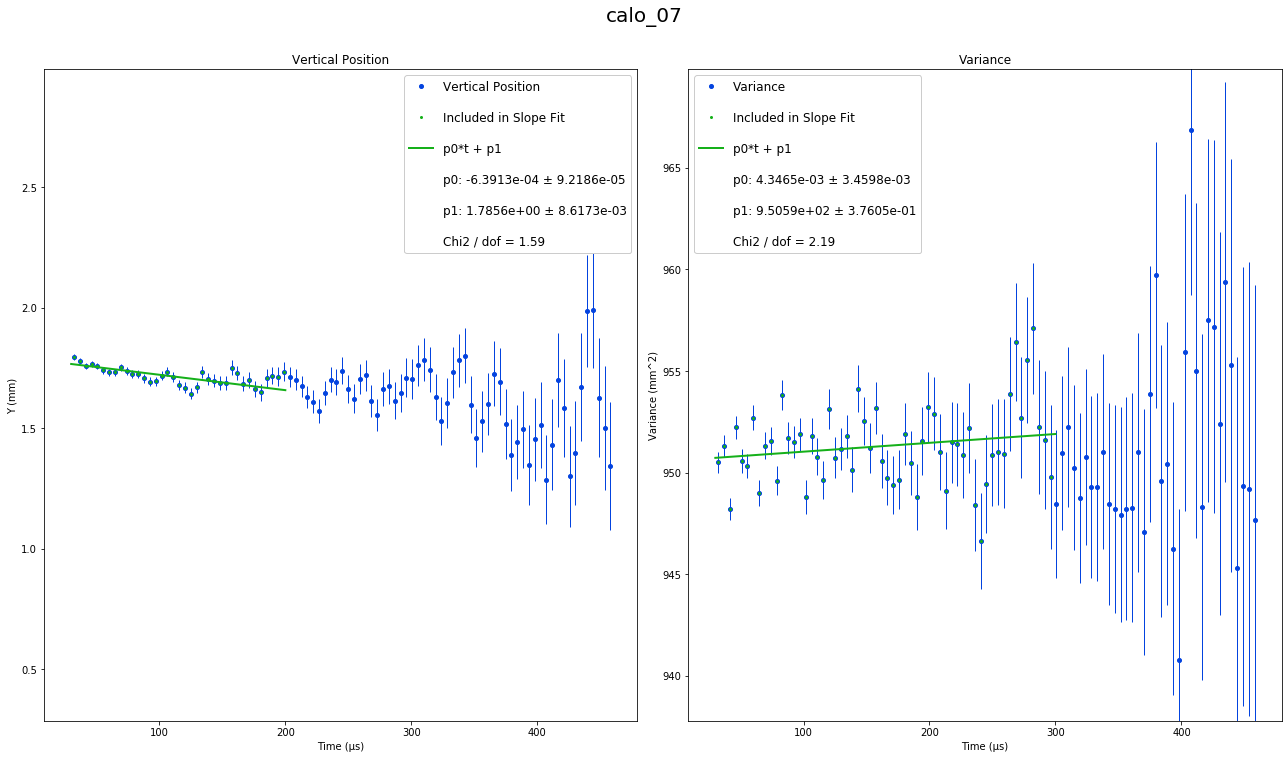 calo_07
Vertical Position
Vertical Position
Included in Slope Fit
p0*t + p1
p0: -6.3913e-04 ± 9.2186e-05
p1: 1.7856e+00 ± 8.6173e-03
Chi2 / dof = 1.59
Y (mm)
2.5
2.0
1.5
1.0
0.5
100
200
300
400
Time (μs)
Variance
Variance
Included in Slope Fit
p0*t + p1
p0: 4.3465e-03 ± 3.4598e-03
p1: 9.5059e+02 ± 3.7605e-01
Chi2 / dof = 2.19
Variance (mm^2)
965
960
955
950
945
940
100
200
300
400
Time (μs)